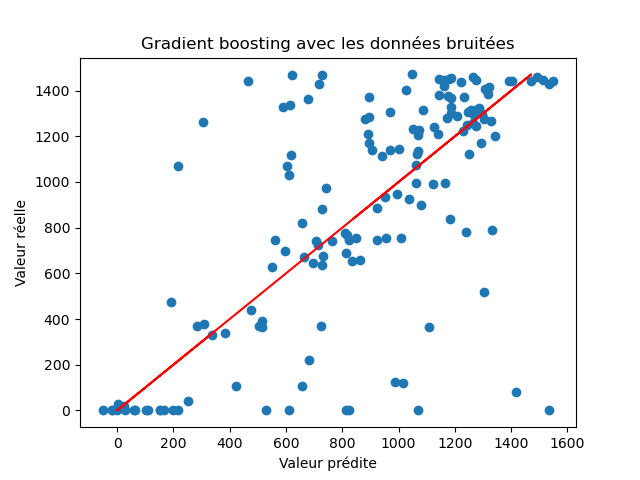 Gradient boosting avec les données bruitées
Valeur réelle
1400
1200
1000
800
600
400
200
0
0 200 400 600 800 1000 1200 1400 1600
Valeur prédite